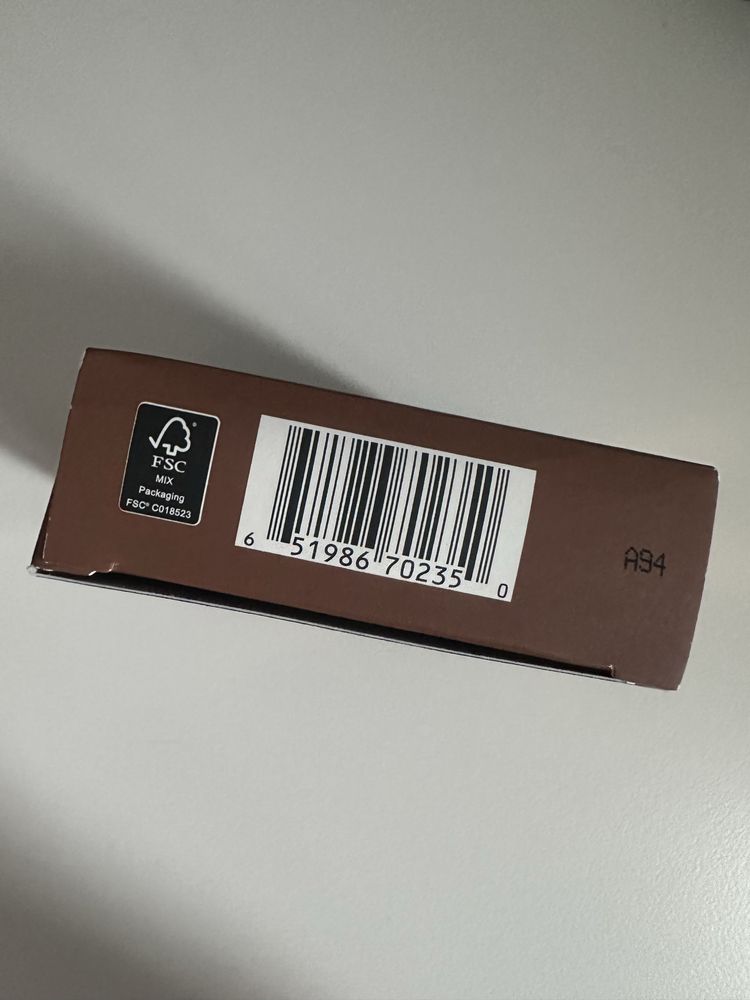 FSC
MIX
Packaging
FSC® C018523
6 51986 70235 0
A94